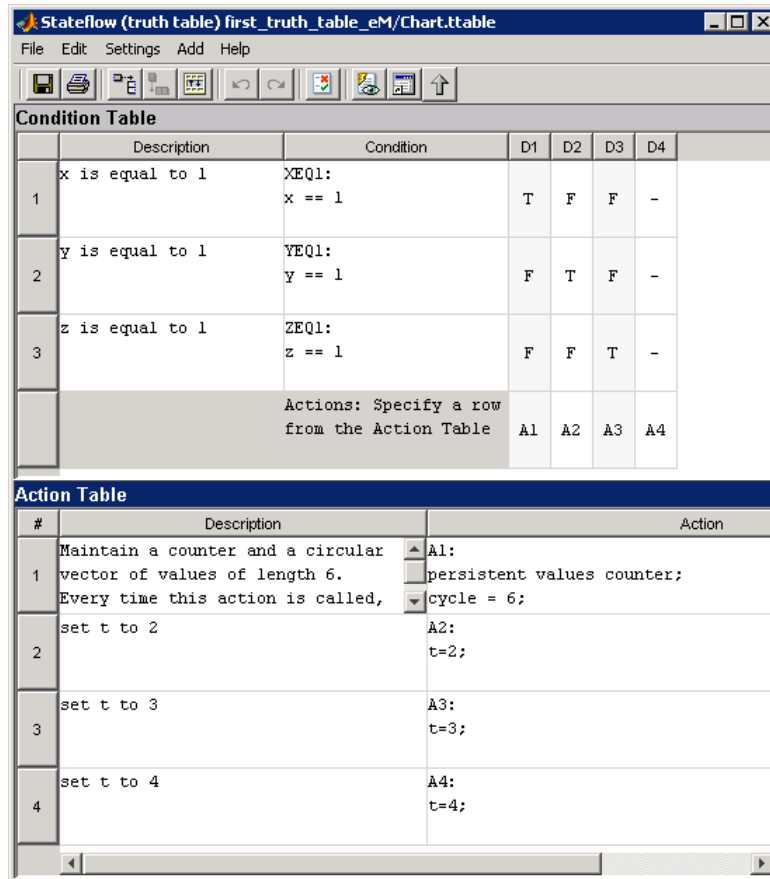 Stateflow (truth table) first_truth_table_eM/Chart.ttable
File Edit Settings Add Help
Condition Table
Description Condition D1 D2 D3 D4
1 x is equal to 1 XEQ1:
x == 1 T F F -
2 y is equal to 1 YEQ1:
y == 1 F T F -
3 z is equal to 1 ZEQ1:
z == 1 F F T -
Actions: Specify a row
from the Action Table A1 A2 A3 A4
Action Table
# Description Action
1 Maintain a counter and a circular
vector of values of length 6.
Every time this action is called,
A1:
persistent values counter;
cycle = 6;
2 set t to 2 A2:
t=2;
3 set t to 3 A3:
t=3;
4 set t to 4 A4:
t=4;